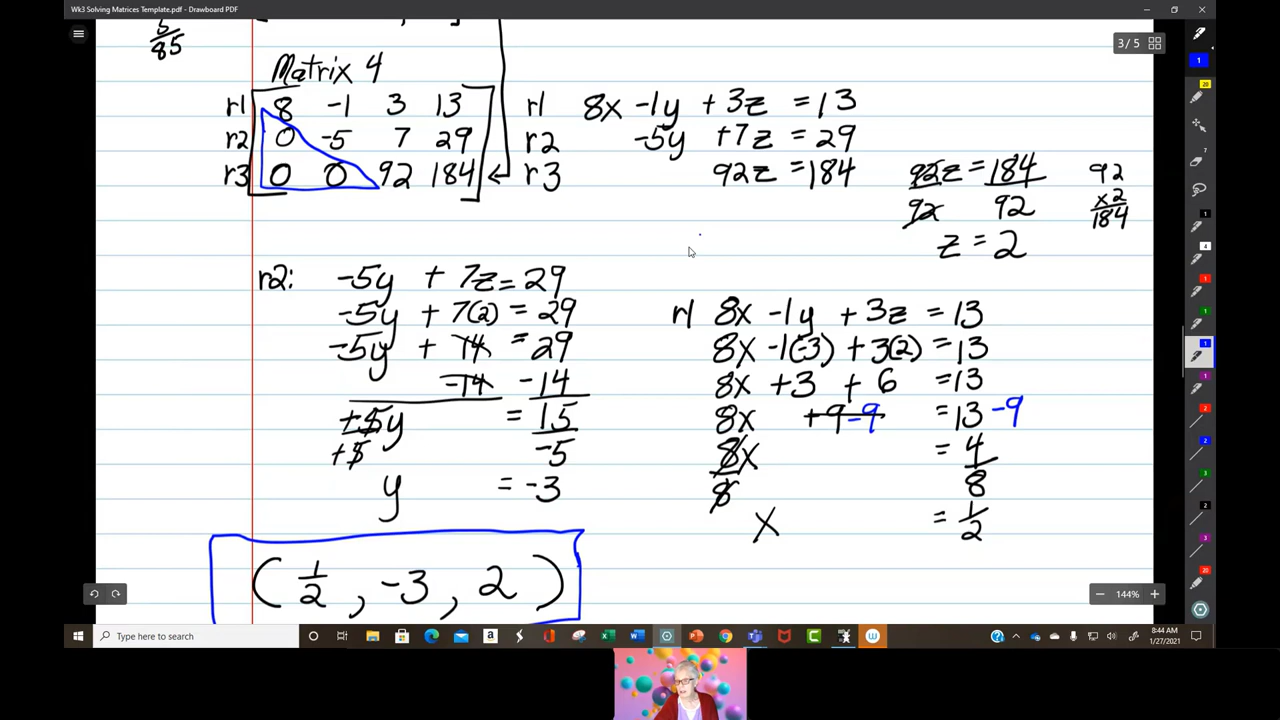 Wk3 Solving Matrices Template.pdf - Drawboard PDF
3/5
5
85
Matrix 4
r1 8 -1 3 13
r2 0 -5 7 29
r3 0 0 92 184
r1 8x -1y +3z = 13
r2 -5y +7z = 29
r3 92z = 184
92z = 184
92 92
z = 2
92
x2
184
r2: -5y + 7z = 29
-5y + 7(2) = 29
-5y + 14 = 29
-14 -14
+5y = 15
+5 -5
y = -3
r1 8x -1y + 3z = 13
8x -1(-3) + 3(2) = 13
8x +3 + 6 = 13
8x +9-9 = 13-9
8x = 4
8 8
x = 1/2
(1/2, -3, 2)
144%
Type here to search
8:44 AM
1/27/2021